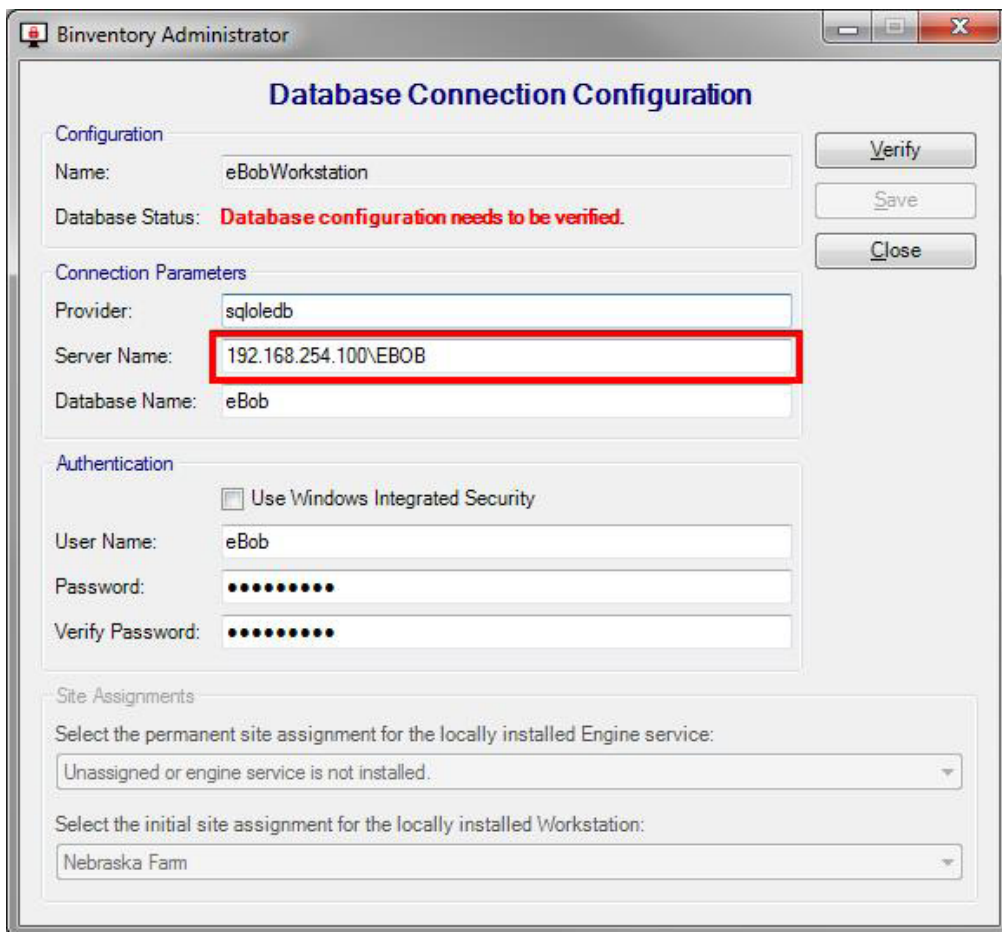 Binventory Administrator
Database Connection Configuration
Configuration
Name: eBobWorkstation
Database Status: Database configuration needs to be verified.
Verify
Save
Close
Connection Parameters
Provider: sqloledb
Server Name: 192.168.254.100\EBOB
Database Name: eBob
Authentication
Use Windows Integrated Security
User Name: eBob
Password: •••••••••
Verify Password: •••••••••
Site Assignments
Select the permanent site assignment for the locally installed Engine service:
Unassigned or engine service is not installed.
Select the initial site assignment for the locally installed Workstation:
Nebraska Farm